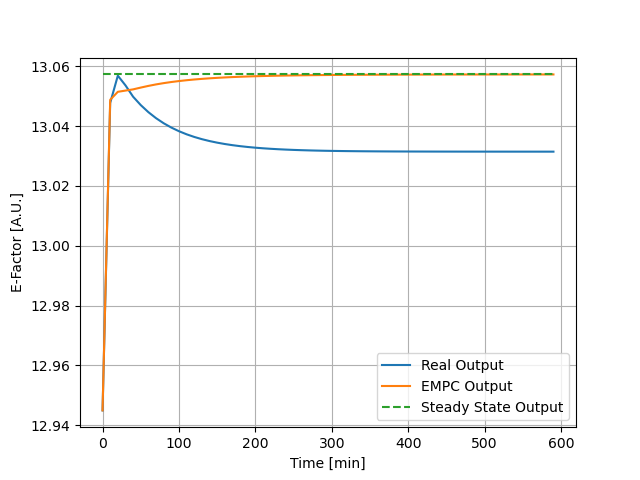 13.06
13.04
13.02
13.00
12.98
12.96
12.94
E-Factor [A.U.]
Real Output
EMPC Output
Steady State Output
0 100 200 300 400 500 600
Time [min]